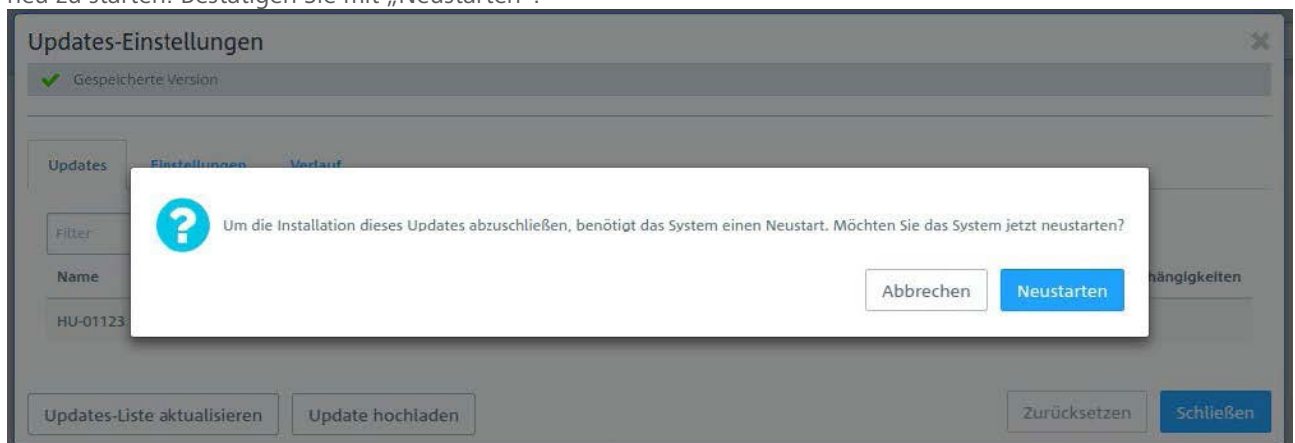 neu zu starten. Bestätigen Sie mit „Neustarten“.
Updates-Einstellungen
Gespeicherte Version
Updates Einstellungen Verlauf
Um die Installation dieses Updates abzuschließen, benötigt das System einen Neustart. Möchten Sie das System jetzt neustarten?
Filter
Abbrechen Neustarten
Name hängigkeiten
HU-01123
Updates-Liste aktualisieren Update hochladen Zurücksetzen Schließen